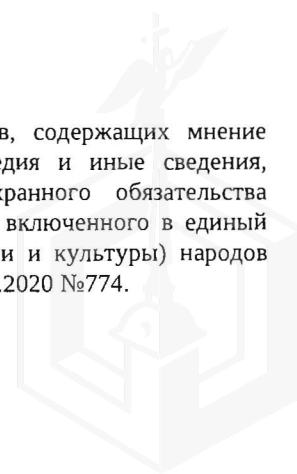 в, содержащих мнение
едия и иные сведения,
хранного обязательства
включенного в единый
и и культуры) народов
.2020 №774.